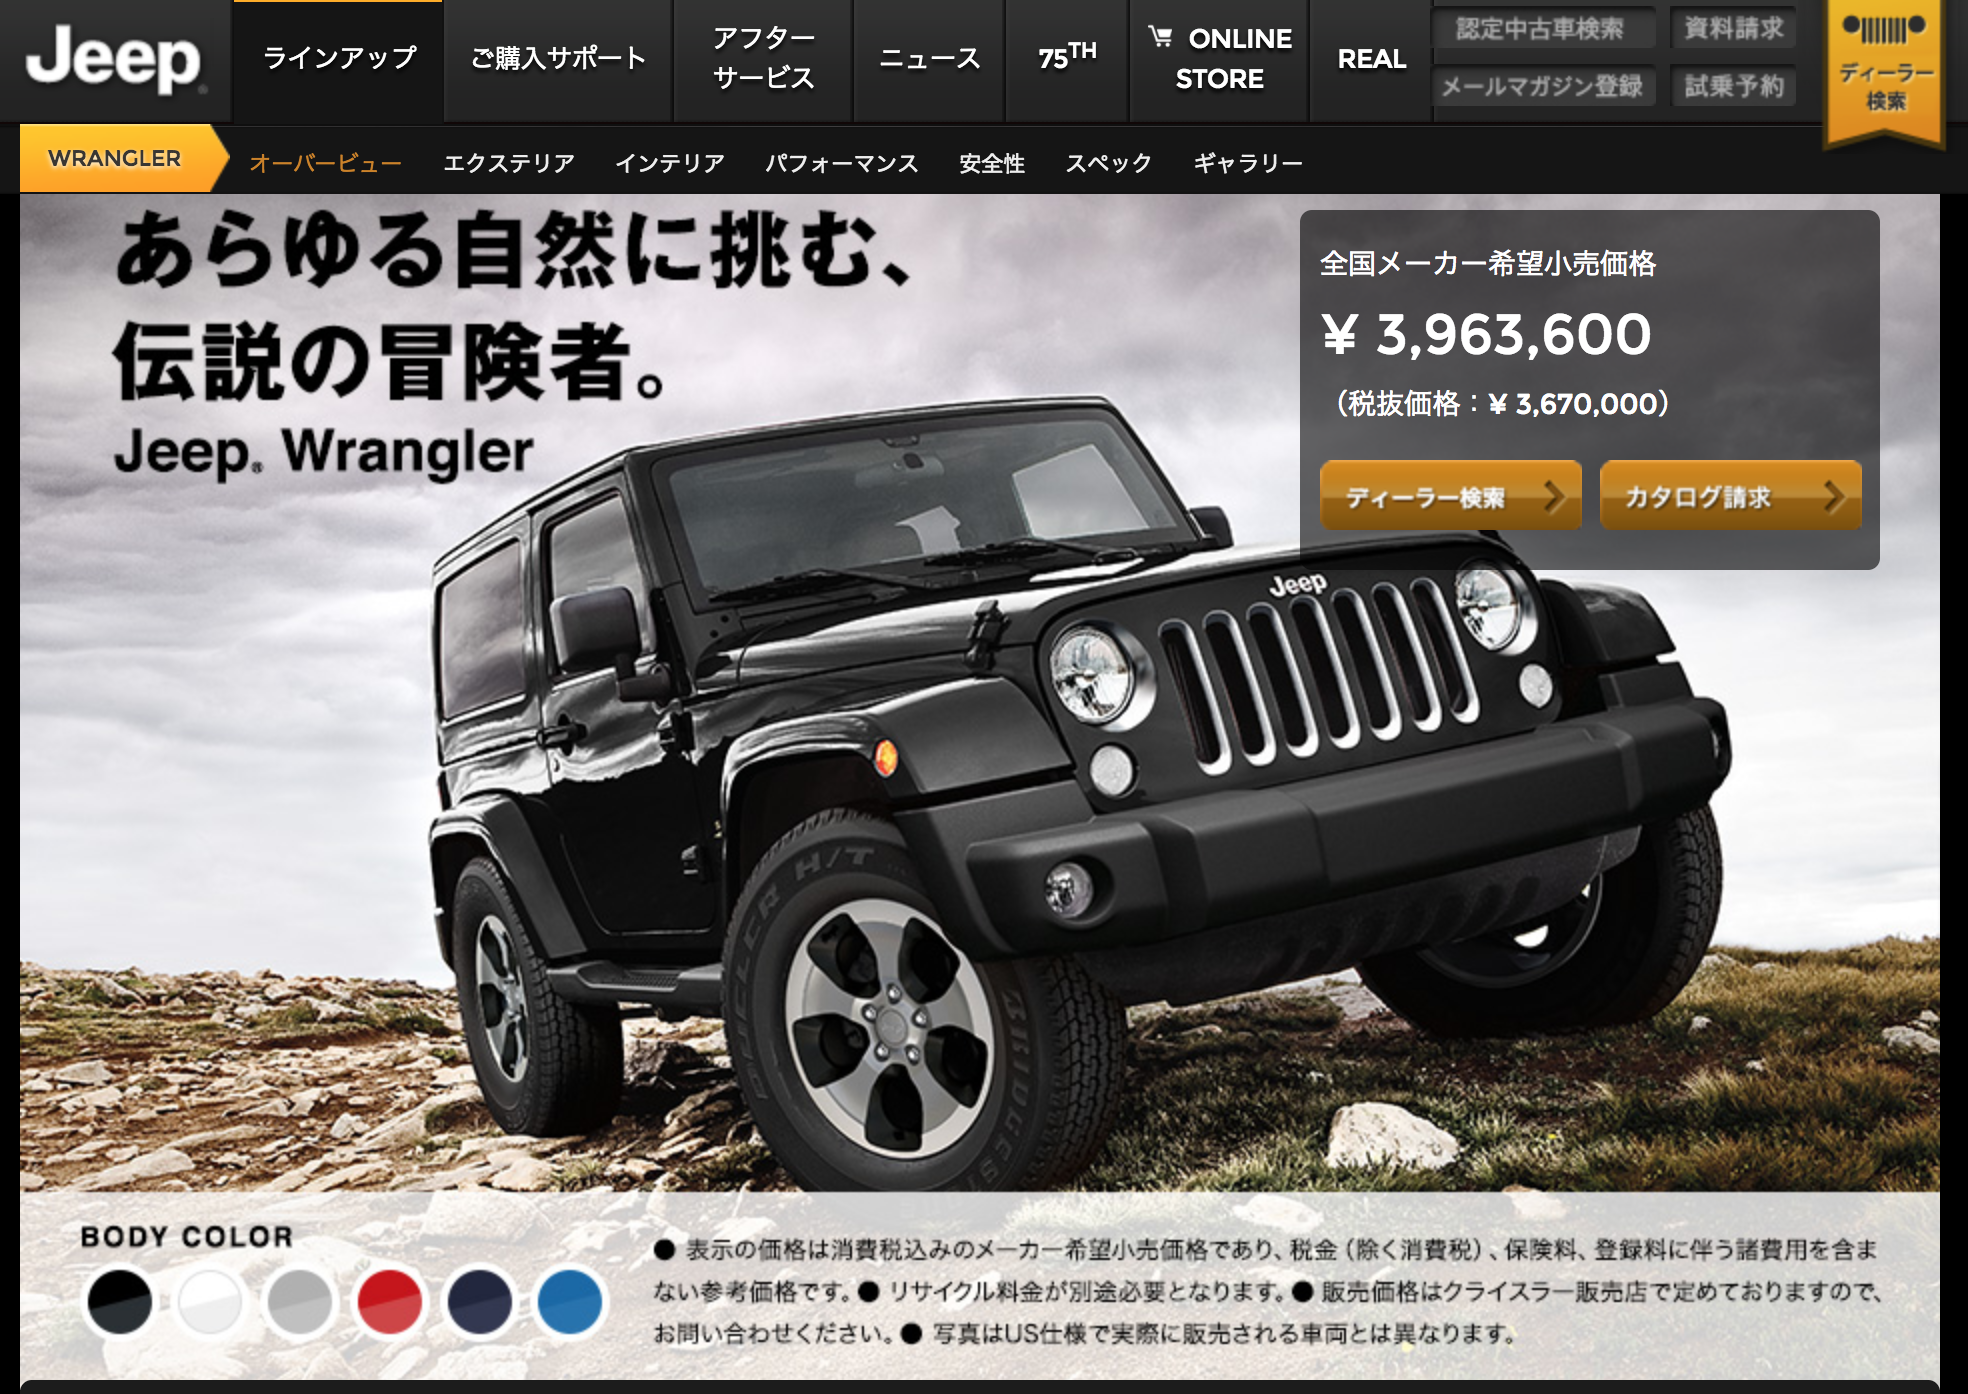 Jeep®
ラインアップ
ご購入サポート
アフター
サービス
ニュース
75TH
ONLINE
STORE
REAL
認定中古車検索
資料請求
メールマガジン登録
試乗予約
ディーラー
検索
WRANGLER
オーバービュー
エクステリア
インテリア
パフォーマンス
安全性
スペック
ギャラリー
あらゆる自然に挑む、
伝説の冒険者。
Jeep® Wrangler
全国メーカー希望小売価格
¥ 3,963,600
（税抜価格：¥ 3,670,000）
ディーラー検索
カタログ請求
Jeep
DUELER H/T
BRIDGEST
BODY COLOR
● 表示の価格は消費税込みのメーカー希望小売価格であり、税金（除く消費税）、保険料、登録料に伴う諸費用を含ま
ない参考価格です。● リサイクル料金が別途必要となります。● 販売価格はクライスラー販売店で定めておりますので、
お問い合わせください。● 写真はUS仕様で実際に販売される車両とは異なります。